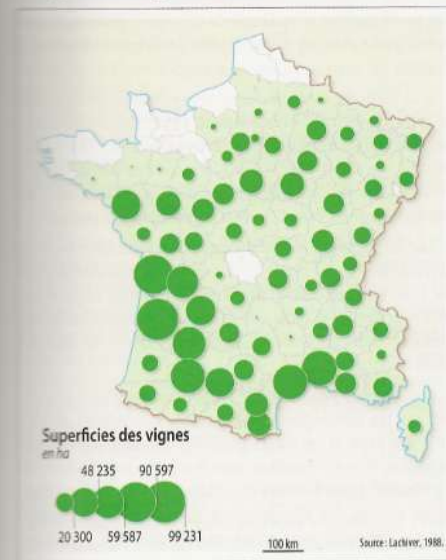 Superficies des vignes
en ha
48 235 90 597
20 300 59 587 99 231
100 km
Source : Lachiver, 1988.